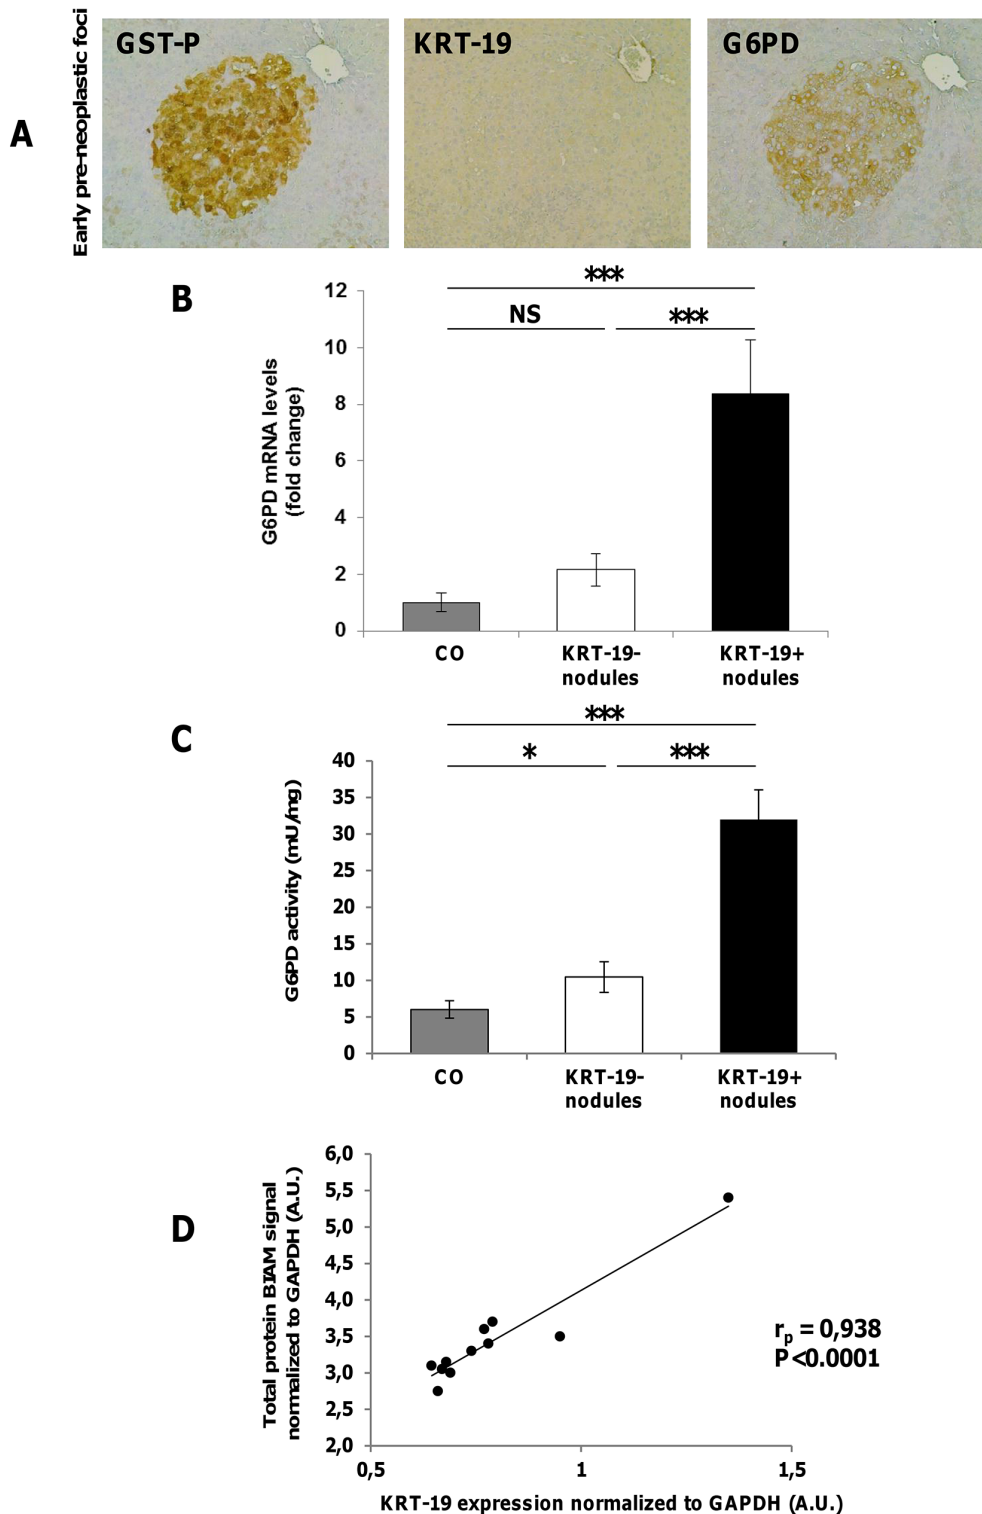 A
Early pre-neoplastic foci
GST-P
KRT-19
G6PD
B
G6PD mRNA levels
(fold change)
12
10
8
6
4
2
0
***
NS
***
CO
KRT-19-
nodules
KRT-19+
nodules
C
G6PD activity (mU/mg)
40
35
30
25
20
15
10
5
0
***
*
***
CO
KRT-19-
nodules
KRT-19+
nodules
D
Total protein BIAM signal
normalized to GAPDH (A.U.)
6,0
5,5
5,0
4,5
4,0
3,5
3,0
2,5
2,0
rp = 0,938
P<0.0001
0,5
1
1,5
KRT-19 expression normalized to GAPDH (A.U.)